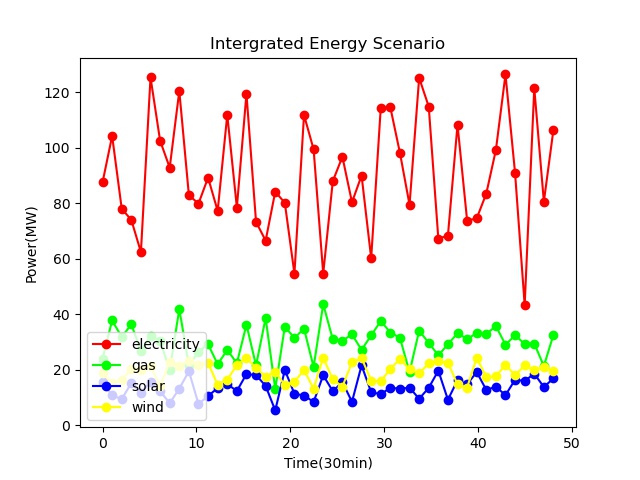 Intergrated Energy Scenario
Power(MW)
120
100
80
60
40
20
0
electricity
gas
solar
wind
0 10 20 30 40 50
Time(30min)